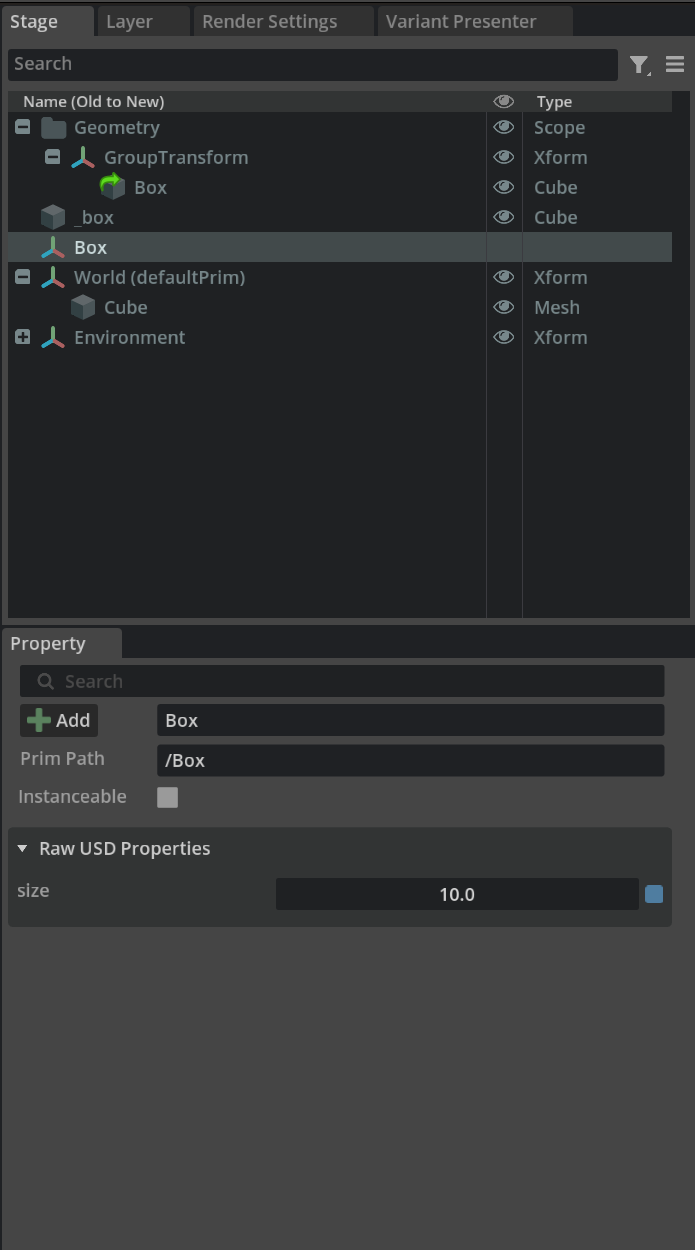 Stage Layer Render Settings Variant Presenter
Search
Name (Old to New) Type
Geometry Scope
GroupTransform Xform
Box Cube
_box Cube
Box
World (defaultPrim) Xform
Cube Mesh
Environment Xform
Property
Search
Add Box
Prim Path /Box
Instanceable
Raw USD Properties
size 10.0